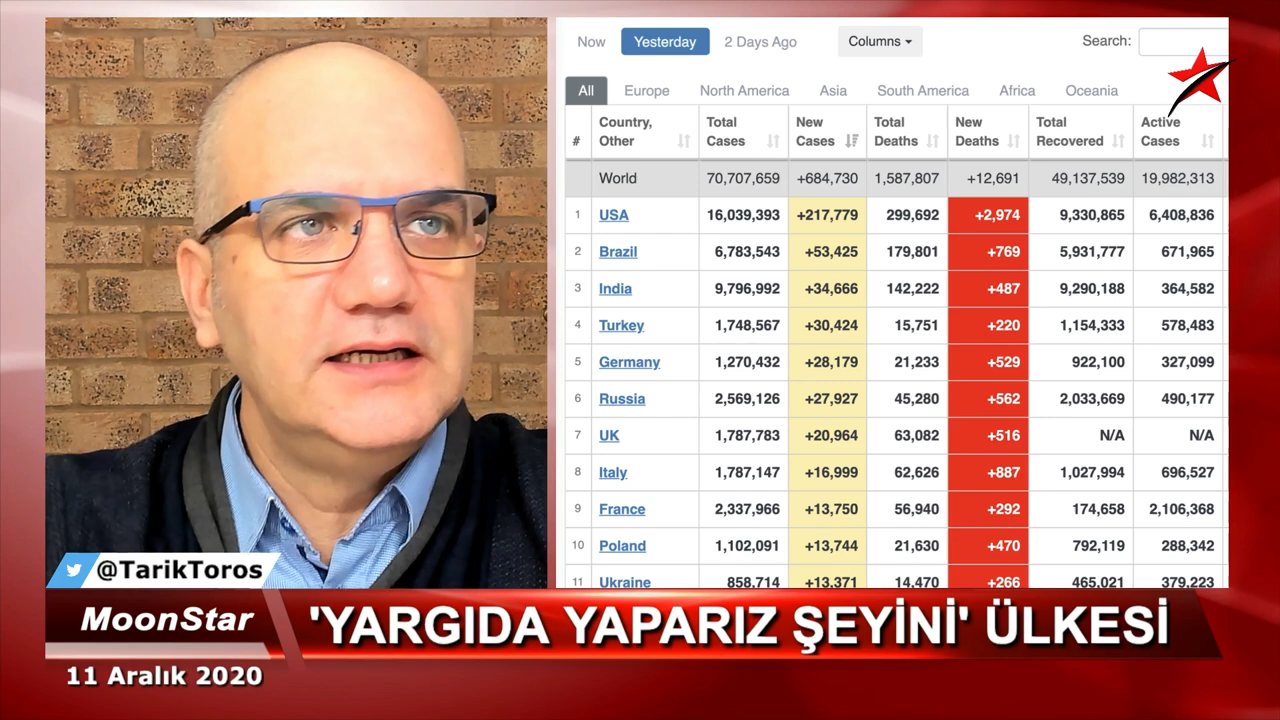 Now Yesterday 2 Days Ago Columns Search:
All Europe North America Asia South America Africa Oceania
# Country, Other Total Cases New Cases Total Deaths New Deaths Total Recovered Active Cases
World 70,707,659 +684,730 1,587,807 +12,691 49,137,539 19,982,313
1 USA 16,039,393 +217,779 299,692 +2,974 9,330,865 6,408,836
2 Brazil 6,783,543 +53,425 179,801 +769 5,931,777 671,965
3 India 9,796,992 +34,666 142,222 +487 9,290,188 364,582
4 Turkey 1,748,567 +30,424 15,751 +220 1,154,333 578,483
5 Germany 1,270,432 +28,179 21,233 +529 922,100 327,099
6 Russia 2,569,126 +27,927 45,280 +562 2,033,669 490,177
7 UK 1,787,783 +20,964 63,082 +516 N/A N/A
8 Italy 1,787,147 +16,999 62,626 +887 1,027,994 696,527
9 France 2,337,966 +13,750 56,940 +292 174,658 2,106,368
10 Poland 1,102,091 +13,744 21,630 +470 792,119 288,342
11 Ukraine 858,714 +13,371 14,470 +266 465,021 379,223
@TarikToros
MoonStar
'YARGIDA YAPARIZ ŞEYİNİ' ÜLKESİ
11 Aralık 2020